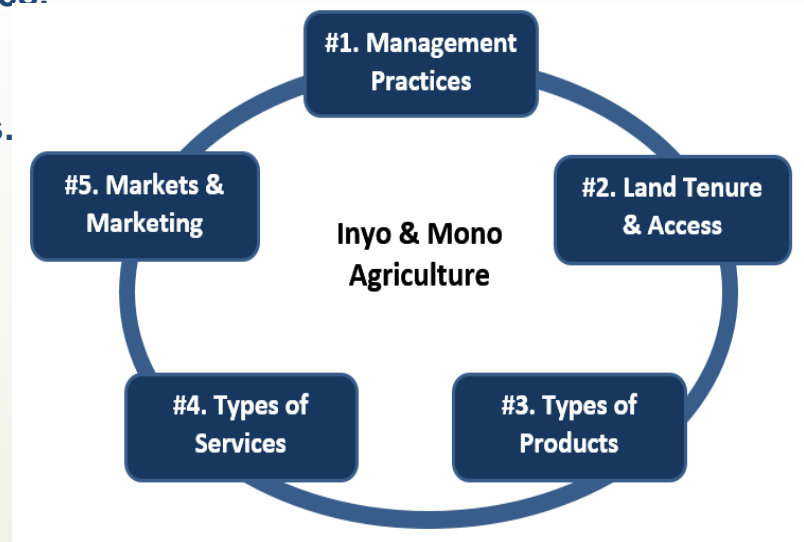 #1. Management
Practices
#2. Land Tenure
& Access
#3. Types of
Products
#4. Types of
Services
#5. Markets &
Marketing
Inyo & Mono
Agriculture